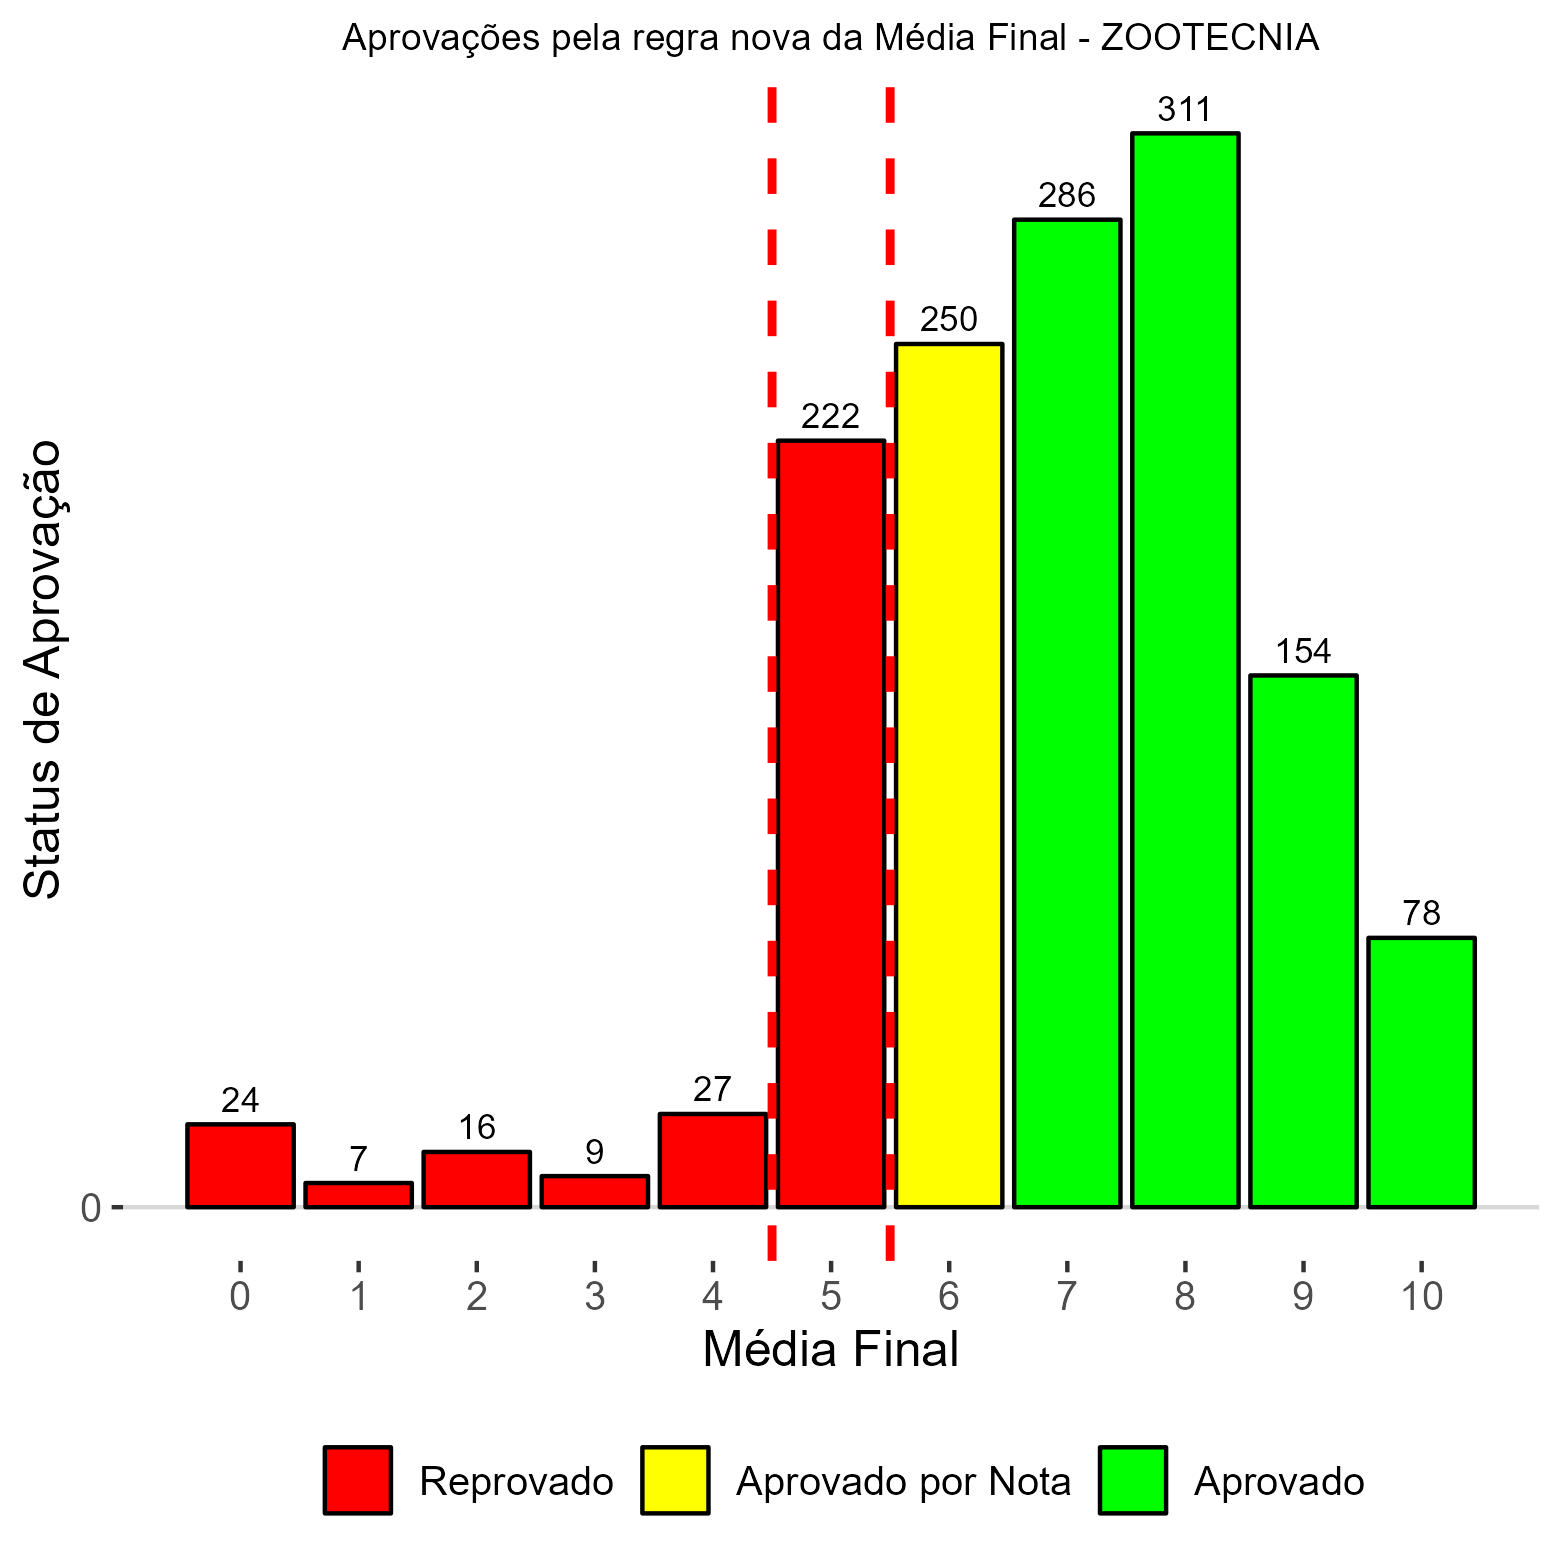 Aprovações pela regra nova da Média Final - ZOOTECNIA
311
286
250
222
154
78
27
24
16
9
7
Status de Aprovação
0
0 1 2 3 4 5 6 7 8 9 10
Média Final
Reprovado Aprovado por Nota Aprovado